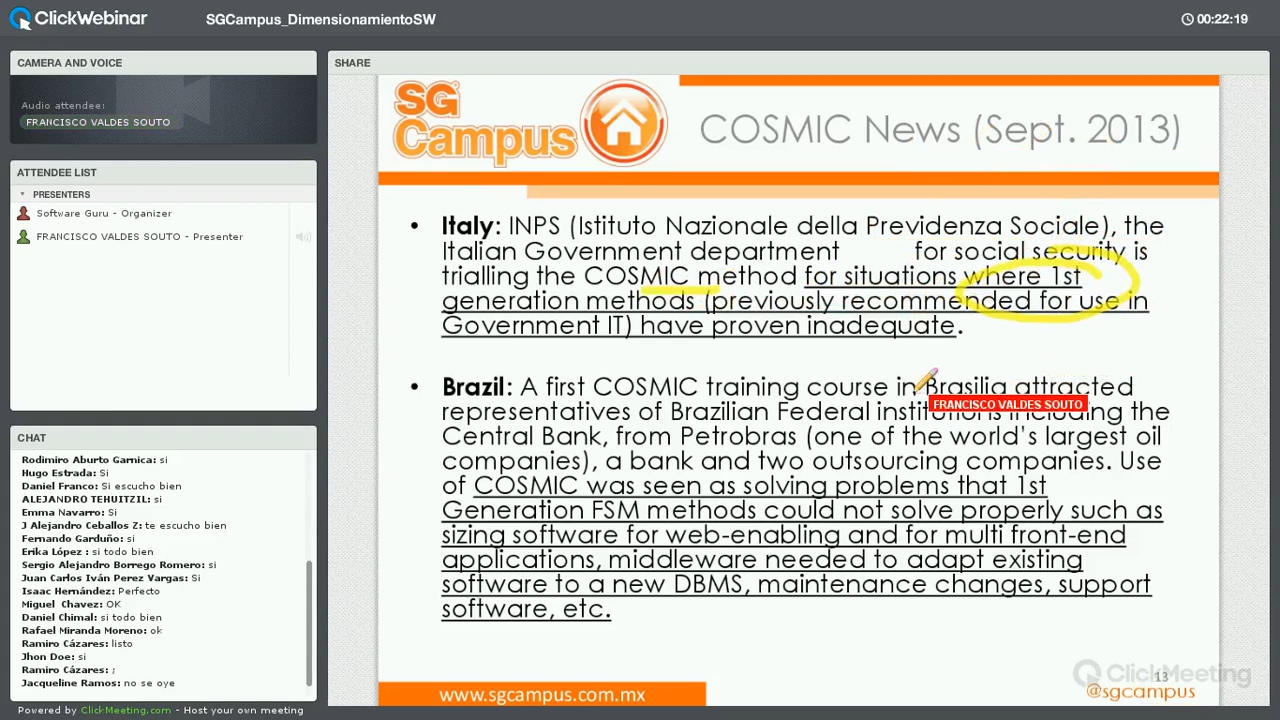 ClickWebinar
SGCampus_DimensionamientoSW
00:22:19
CAMERA AND VOICE
Audio attendee:
FRANCISCO VALDES SOUTO
ATTENDEE LIST
PRESENTERS
Software Guru - Organizer
FRANCISCO VALDES SOUTO - Presenter
CHAT
Rodimiro Aburto Garnica: si
Hugo Estrada: Si
Daniel Franco: Si escucho bien
ALEJANDRO TEHUITZIL: si
Emma Navarro: Si
J Alejandro Ceballos Z: te escucho bien
Fernando Garduño: si
Erika López : si todo bien
Sergio Alejandro Borrego Romero: si
Juan Carlos Iván Perez Vargas: Si
Isaac Hernández: Perfecto
Miguel Chavez: OK
Daniel Chimal: si todo bien
Rafael Miranda Moreno: ok
Ramiro Cázares: listo
Jhon Doe: si
Ramiro Cázares: ;
Jacqueline Ramos: no se oye
Powered by ClickMeeting.com - Host your own meeting
SHARE
SG Campus
COSMIC News (Sept. 2013)
• Italy: INPS (Istituto Nazionale della Previdenza Sociale), the
Italian Government department for social security is
trialling the COSMIC method for situations where 1st
generation methods (previously recommended for use in
Government IT) have proven inadequate.
• Brazil: A first COSMIC training course in Brasilia attracted
FRANCISCO VALDES SOUTO
representatives of Brazilian Federal institutions including the
Central Bank, from Petrobras (one of the world's largest oil
companies), a bank and two outsourcing companies. Use
of COSMIC was seen as solving problems that 1st
Generation FSM methods could not solve properly such as
sizing software for web-enabling and for multi front-end
applications, middleware needed to adapt existing
software to a new DBMS, maintenance changes, support
software, etc.
ClickMeeting
13
www.sgcampus.com.mx
@sgcampus